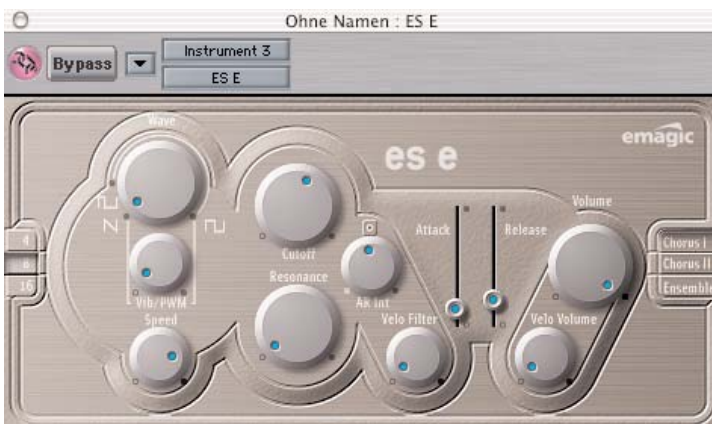 Ohne Namen : ES E
Bypass
Instrument 3
ES E
emagic
es e
Wave
Volume
Attack
Release
4
8
16
Cutoff
Chorus I
Chorus II
Ensemble
Vib/PWM
Resonance
AR Int
Speed
Velo Filter
Velo Volume